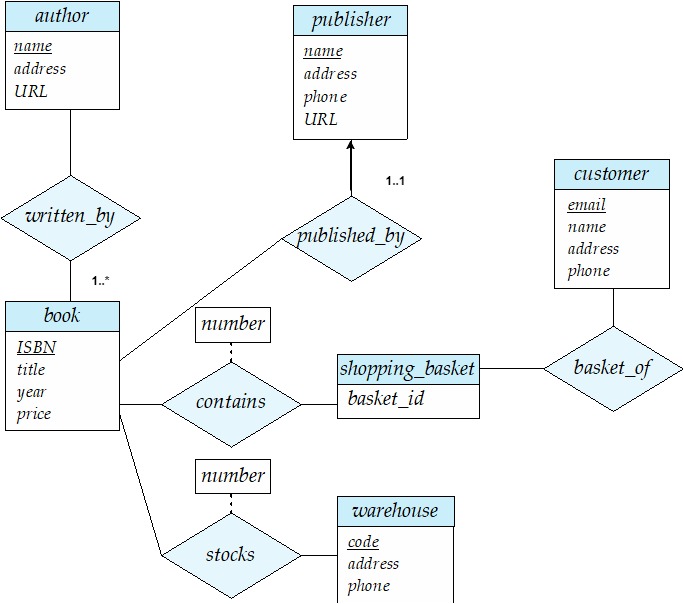 author
name
address
URL
publisher
name
address
phone
URL
1..1
customer
email
name
address
phone
written_by
published_by
1..*
book
ISBN
title
year
price
number
contains
shopping_basket
basket_id
basket_of
number
stocks
warehouse
code
address
phone